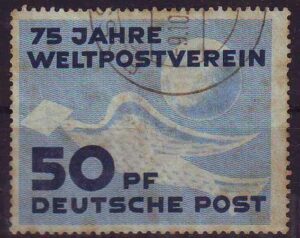 75 JAHRE
WELTPOSTVEREIN
50 PF
DEUTSCHE POST